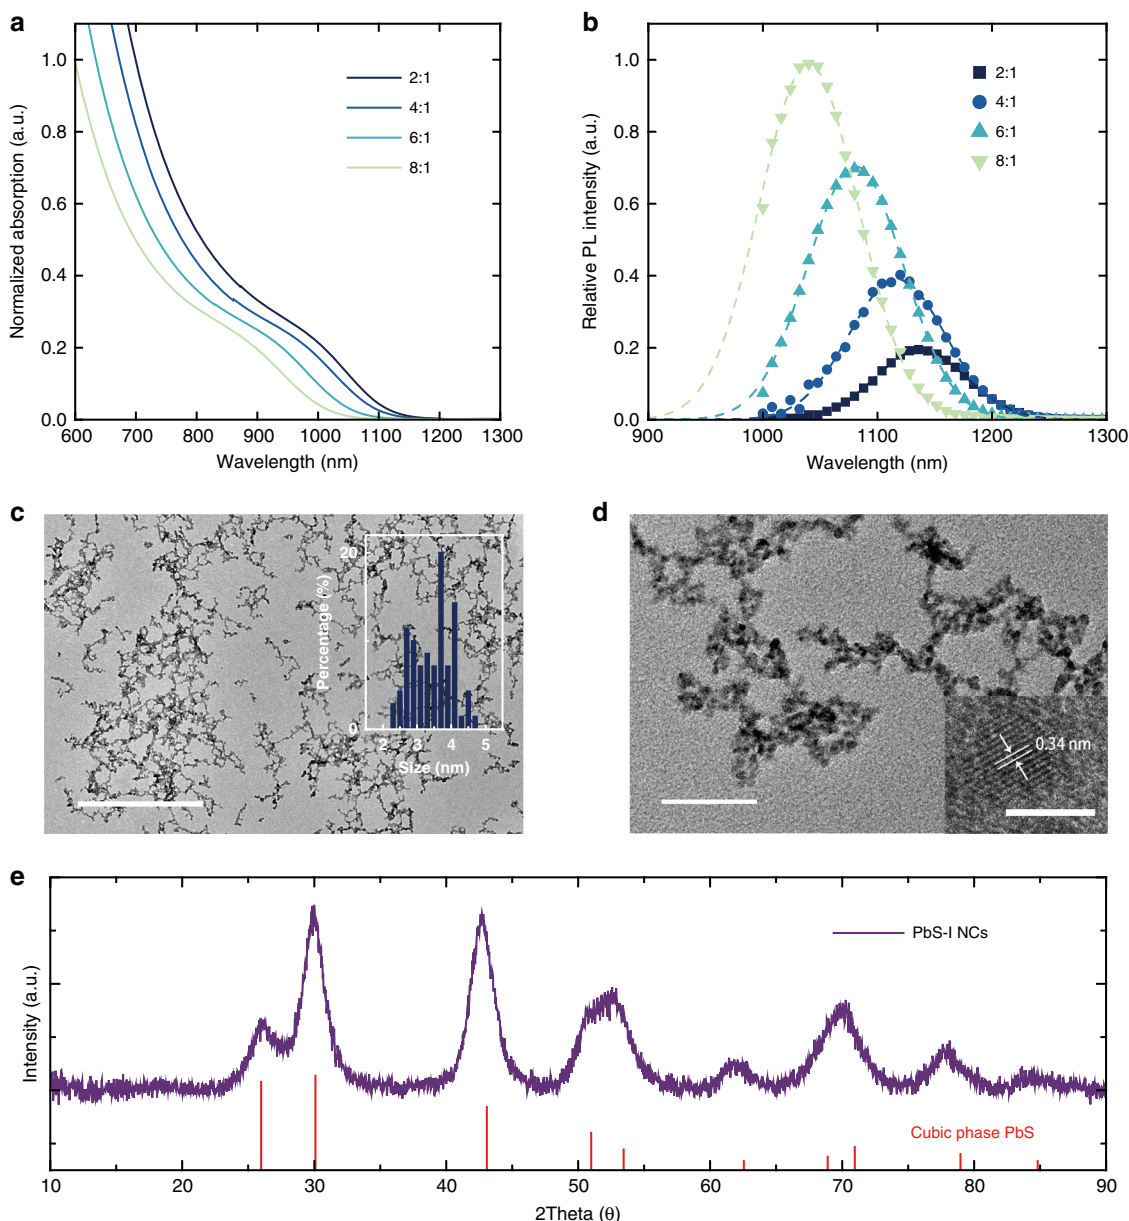 a
1.0
0.8
0.6
0.4
0.2
0.0
Normalized absorption (a.u.)
2:1
4:1
6:1
8:1
600 700 800 900 1000 1100 1200 1300
Wavelength (nm)
b
1.0
0.8
0.6
0.4
0.2
0.0
Relative PL intensity (a.u.)
2:1
4:1
6:1
8:1
900 1000 1100 1200 1300
Wavelength (nm)
c
20
0
Percentage (%)
2 3 4 5
Size (nm)
d
0.34 nm
e
Intensity (a.u.)
PbS-I NCs
Cubic phase PbS
10 20 30 40 50 60 70 80 90
2Theta (θ)